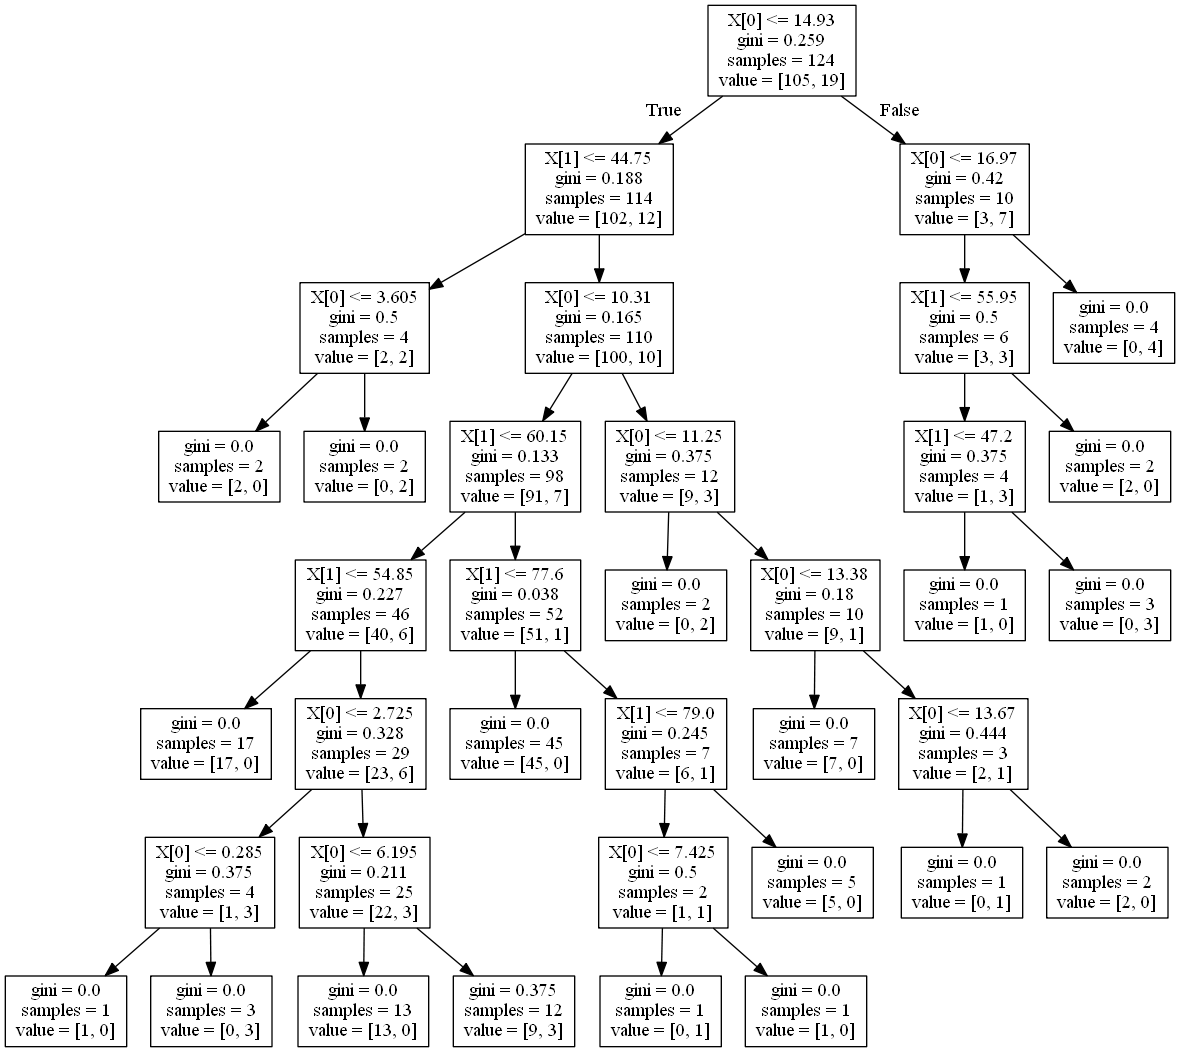 X[0] <= 14.93
gini = 0.259
samples = 124
value = [105, 19]
True
False
X[1] <= 44.75
gini = 0.188
samples = 114
value = [102, 12]
X[0] <= 16.97
gini = 0.42
samples = 10
value = [3, 7]
X[0] <= 3.605
gini = 0.5
samples = 4
value = [2, 2]
X[0] <= 10.31
gini = 0.165
samples = 110
value = [100, 10]
X[1] <= 55.95
gini = 0.5
samples = 6
value = [3, 3]
gini = 0.0
samples = 4
value = [0, 4]
gini = 0.0
samples = 2
value = [2, 0]
gini = 0.0
samples = 2
value = [0, 2]
X[1] <= 60.15
gini = 0.133
samples = 98
value = [91, 7]
X[0] <= 11.25
gini = 0.375
samples = 12
value = [9, 3]
X[1] <= 47.2
gini = 0.375
samples = 4
value = [1, 3]
gini = 0.0
samples = 2
value = [2, 0]
X[1] <= 54.85
gini = 0.227
samples = 46
value = [40, 6]
X[1] <= 77.6
gini = 0.038
samples = 52
value = [51, 1]
gini = 0.0
samples = 2
value = [0, 2]
X[0] <= 13.38
gini = 0.18
samples = 10
value = [9, 1]
gini = 0.0
samples = 1
value = [1, 0]
gini = 0.0
samples = 3
value = [0, 3]
gini = 0.0
samples = 17
value = [17, 0]
X[0] <= 2.725
gini = 0.328
samples = 29
value = [23, 6]
gini = 0.0
samples = 45
value = [45, 0]
X[1] <= 79.0
gini = 0.245
samples = 7
value = [6, 1]
gini = 0.0
samples = 7
value = [7, 0]
X[0] <= 13.67
gini = 0.444
samples = 3
value = [2, 1]
X[0] <= 0.285
gini = 0.375
samples = 4
value = [1, 3]
X[0] <= 6.195
gini = 0.211
samples = 25
value = [22, 3]
X[0] <= 7.425
gini = 0.5
samples = 2
value = [1, 1]
gini = 0.0
samples = 5
value = [5, 0]
gini = 0.0
samples = 1
value = [0, 1]
gini = 0.0
samples = 2
value = [2, 0]
gini = 0.0
samples = 1
value = [1, 0]
gini = 0.0
samples = 3
value = [0, 3]
gini = 0.0
samples = 13
value = [13, 0]
gini = 0.375
samples = 12
value = [9, 3]
gini = 0.0
samples = 1
value = [0, 1]
gini = 0.0
samples = 1
value = [1, 0]